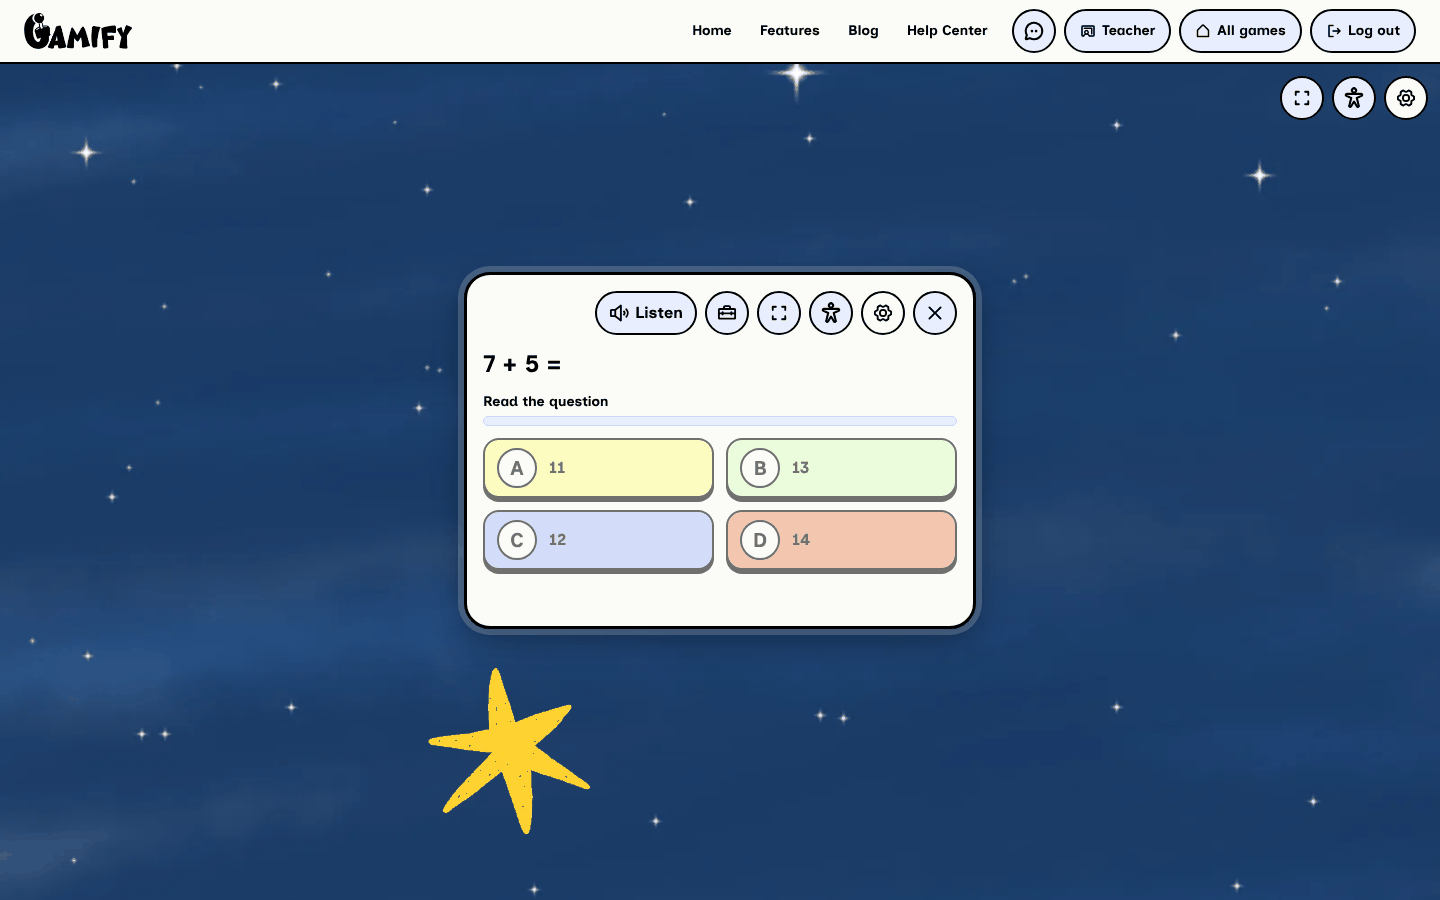 GAMIFY
Home Features Blog Help Center Teacher All games Log out
Listen
7 + 5 =
Read the question
A 11
B 13
C 12
D 14